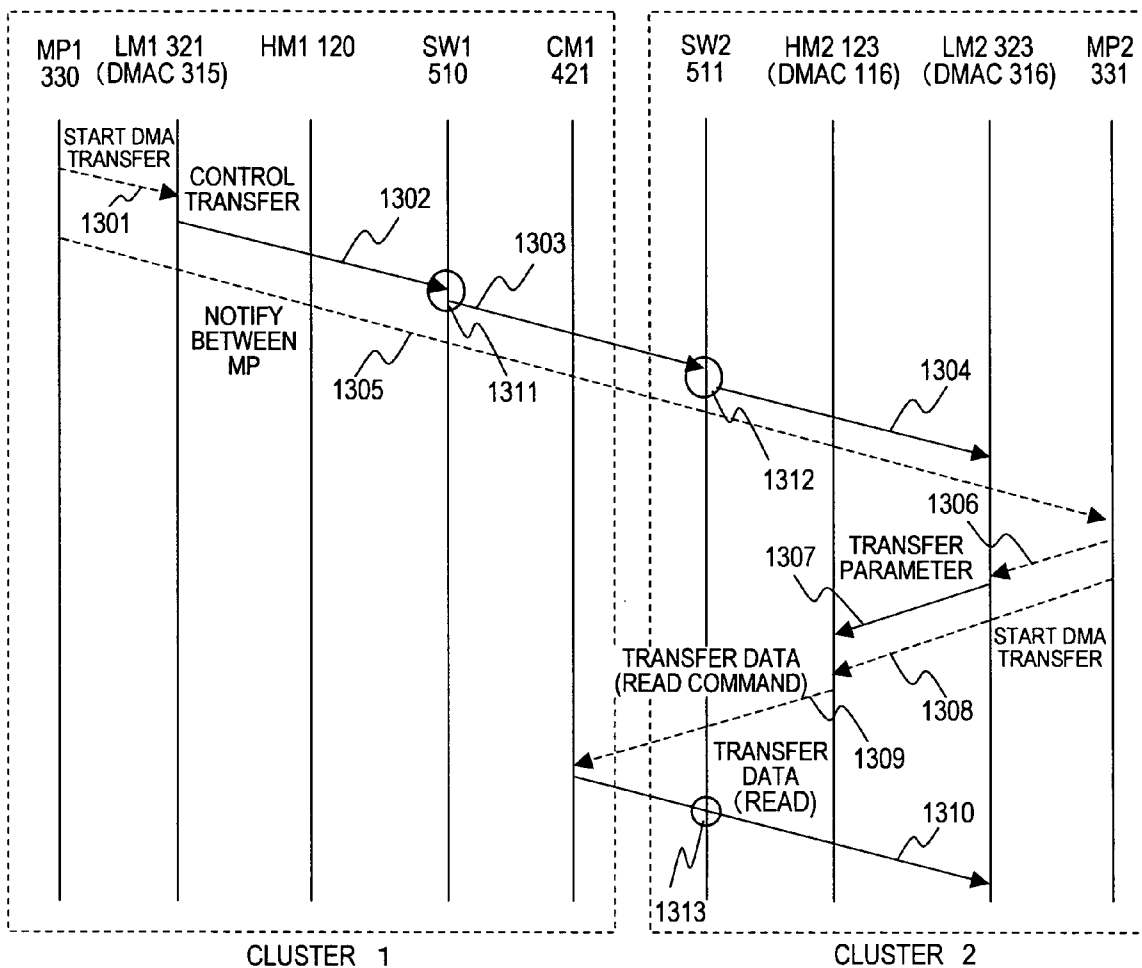 MP1
330
LM1 321
(DMAC 315)
HM1 120
SW1
510
CM1
421
SW2
511
HM2 123
(DMAC 116)
LM2 323
(DMAC 316)
MP2
331
START DMA
TRANSFER
1301
CONTROL
TRANSFER
1302
1303
NOTIFY
BETWEEN
MP
1305
1311
1304
1312
1306
TRANSFER
PARAMETER
1307
START DMA
TRANSFER
1308
TRANSFER DATA
(READ COMMAND)
1309
TRANSFER
DATA
(READ)
1310
1313
CLUSTER 1
CLUSTER 2